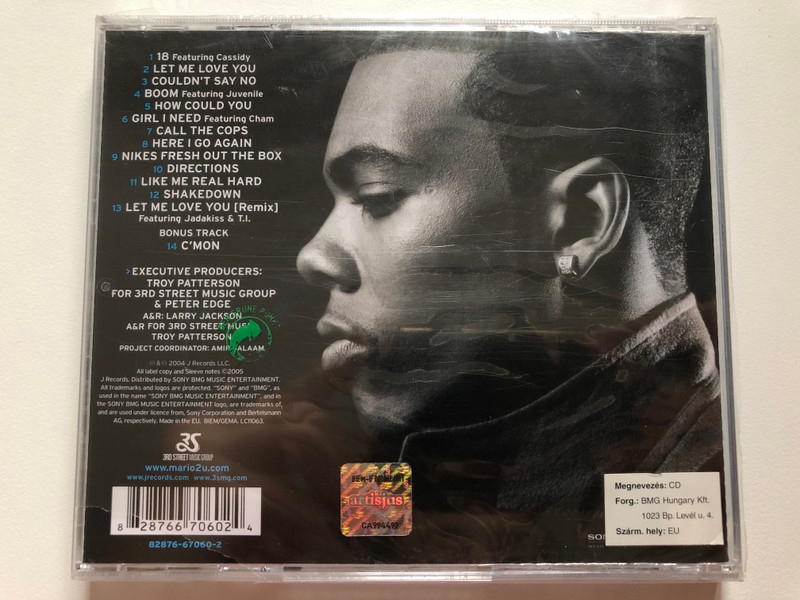 1 18 Featuring Cassidy
2 LET ME LOVE YOU
3 COULDN'T SAY NO
4 BOOM Featuring Juvenile
5 HOW COULD YOU
6 GIRL I NEED Featuring Cham
7 CALL THE COPS
8 HERE I GO AGAIN
9 NIKES FRESH OUT THE BOX
10 DIRECTIONS
11 LIKE ME REAL HARD
12 SHAKEDOWN
13 LET ME LOVE YOU [Remix]
Featuring Jadakiss & T.I.
BONUS TRACK
14 C'MON
>EXECUTIVE PRODUCERS:
TROY PATTERSON
FOR 3RD STREET MUSIC GROUP
& PETER EDGE
A&R: LARRY JACKSON
A&R FOR 3RD STREET MUSI
TROY PATTERSON
PROJECT COORDINATOR: AMIR SALAAM
℗ & © 2004 J Records LLC.
All label copy and Sleeve notes ©2005
J Records, Distributed by SONY BMG MUSIC ENTERTAINMENT.
All trademarks and logos are protected. "SONY" and "BMG", as
used in the name "SONY BMG MUSIC ENTERTAINMENT", and in
the SONY BMG MUSIC ENTERTAINMENT logo, are trademarks of,
and are used under licence from, Sony Corporation and Bertelsmann
AG, respectively. Made in the EU. BIEM/GEMA. LC11063.
3S
3RD STREET MUSIC GROUP
www.mario2u.com
www.jrecords.com www.3smg.com
8 28766 70602 4
82876-67060-2
artisjus
CA994499
Megnevezés: CD
Forg.: BMG Hungary Kft.
1023 Bp. Levél u. 4.
Szárm. hely: EU